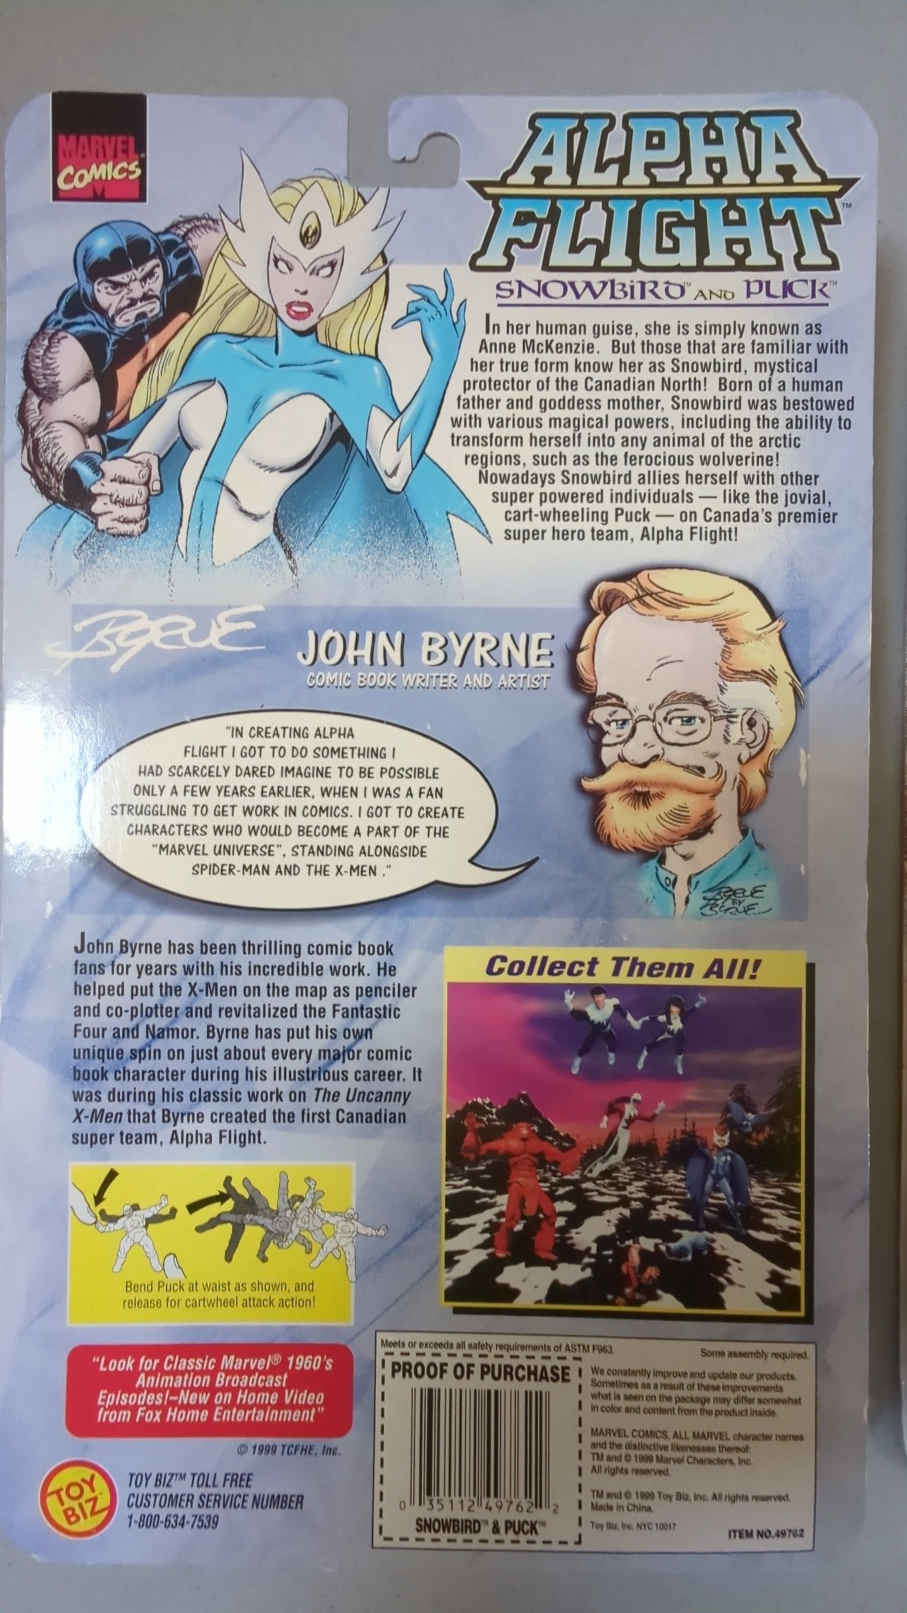 MARVEL
COMICS
ALPHA
FLIGHT™
SNOWBIRD™ AND PUCK™
In her human guise, she is simply known as
Anne McKenzie. But those that are familiar with
her true form know her as Snowbird, mystical
protector of the Canadian North! Born of a human
father and goddess mother, Snowbird was bestowed
with various magical powers, including the ability to
transform herself into any animal of the arctic
regions, such as the ferocious wolverine!
Nowadays Snowbird allies herself with other
super powered individuals — like the jovial,
cart-wheeling Puck — on Canada's premier
super hero team, Alpha Flight!
BYRNE
JOHN BYRNE
COMIC BOOK WRITER AND ARTIST
"IN CREATING ALPHA
FLIGHT I GOT TO DO SOMETHING I
HAD SCARCELY DARED IMAGINE TO BE POSSIBLE
ONLY A FEW YEARS EARLIER, WHEN I WAS A FAN
STRUGGLING TO GET WORK IN COMICS. I GOT TO CREATE
CHARACTERS WHO WOULD BECOME A PART OF THE
"MARVEL UNIVERSE", STANDING ALONGSIDE
SPIDER-MAN AND THE X-MEN ."
BYRNE
BY
BYRNE
John Byrne has been thrilling comic book
fans for years with his incredible work. He
helped put the X-Men on the map as penciler
and co-plotter and revitalized the Fantastic
Four and Namor. Byrne has put his own
unique spin on just about every major comic
book character during his illustrious career. It
was during his classic work on The Uncanny
X-Men that Byrne created the first Canadian
super team, Alpha Flight.
Collect Them All!
Bend Puck at waist as shown, and
release for cartwheel attack action!
"Look for Classic Marvel® 1960's
Animation Broadcast
Episodes!–New on Home Video
from Fox Home Entertainment"
© 1999 TCFHE, Inc.
TOY
BIZ
TOY BIZ™ TOLL FREE
CUSTOMER SERVICE NUMBER
1-800-634-7539
Meets or exceeds all safety requirements of ASTM F963.
Some assembly required.
PROOF OF PURCHASE
0 35112 49762 2
SNOWBIRD™ & PUCK™
We constantly improve and update our products.
Sometimes as a result of these improvements
what is seen on the package may differ somewhat
in color and content from the product inside.
MARVEL COMICS, ALL MARVEL character names
and the distinctive likenesses thereof:
TM and © 1999 Marvel Characters, Inc.
All rights reserved.
TM and © 1999 Toy Biz, Inc. All rights reserved.
Made in China.
Toy Biz, Inc. NYC 10017
ITEM NO.49762